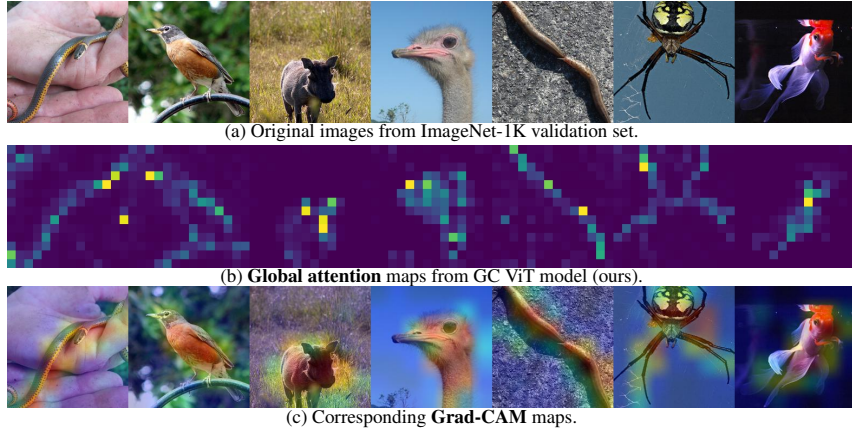 (a) Original images from ImageNet-1K validation set.
(b) Global attention maps from GC ViT model (ours).
(c) Corresponding Grad-CAM maps.